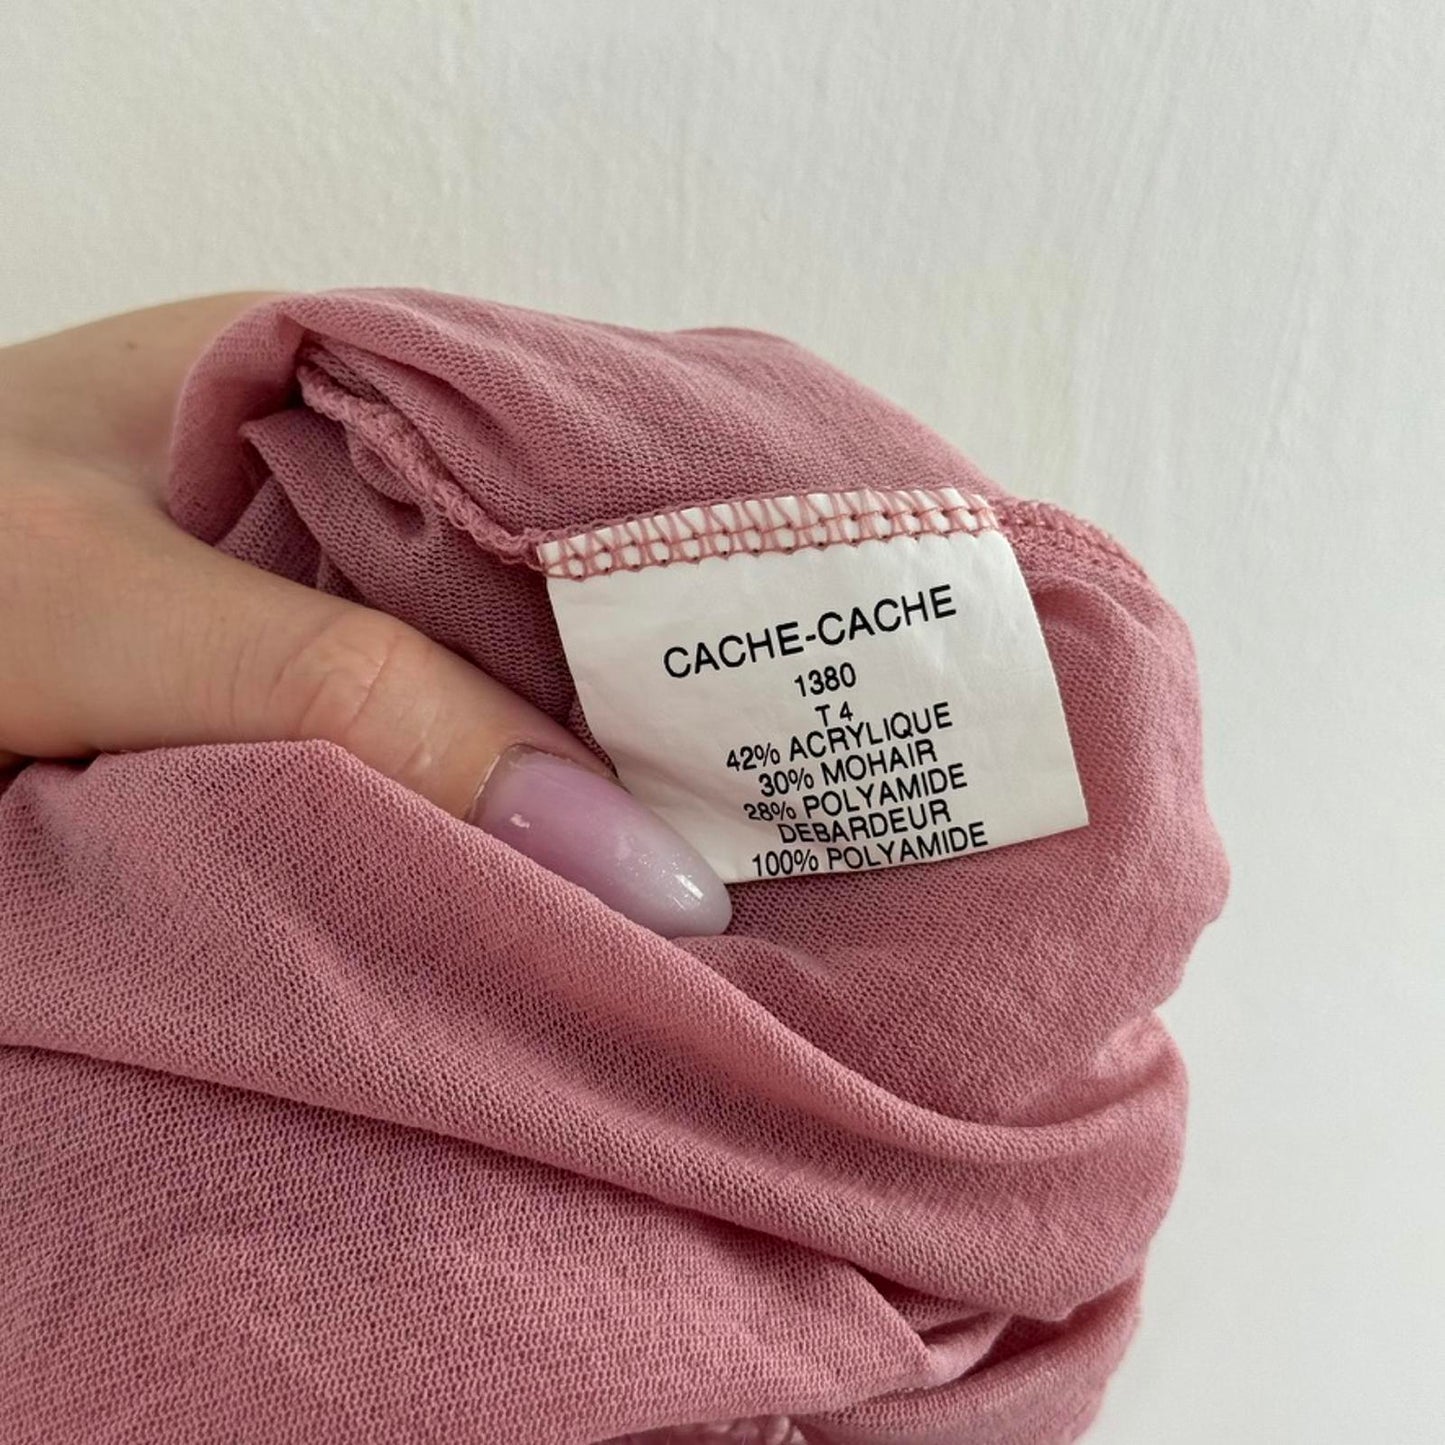 CACHE-CACHE
1380
T 4
42% ACRYLIQUE
30% MOHAIR
28% POLYAMIDE
DEBARDEUR
100% POLYAMIDE